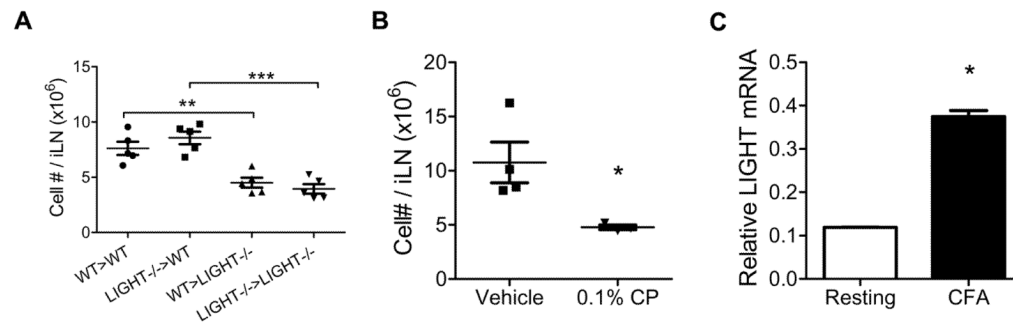 A
Cell # / iLN (x10⁶)
15
10
5
0
**
***
WT>WT
LIGHT-/->WT
WT>LIGHT-/-
LIGHT-/->LIGHT-/-
B
Cell# / iLN (x10⁶)
20
15
10
5
0
*
Vehicle
0.1% CP
C
Relative LIGHT mRNA
0.5
0.4
0.3
0.2
0.1
0.0
*
Resting
CFA